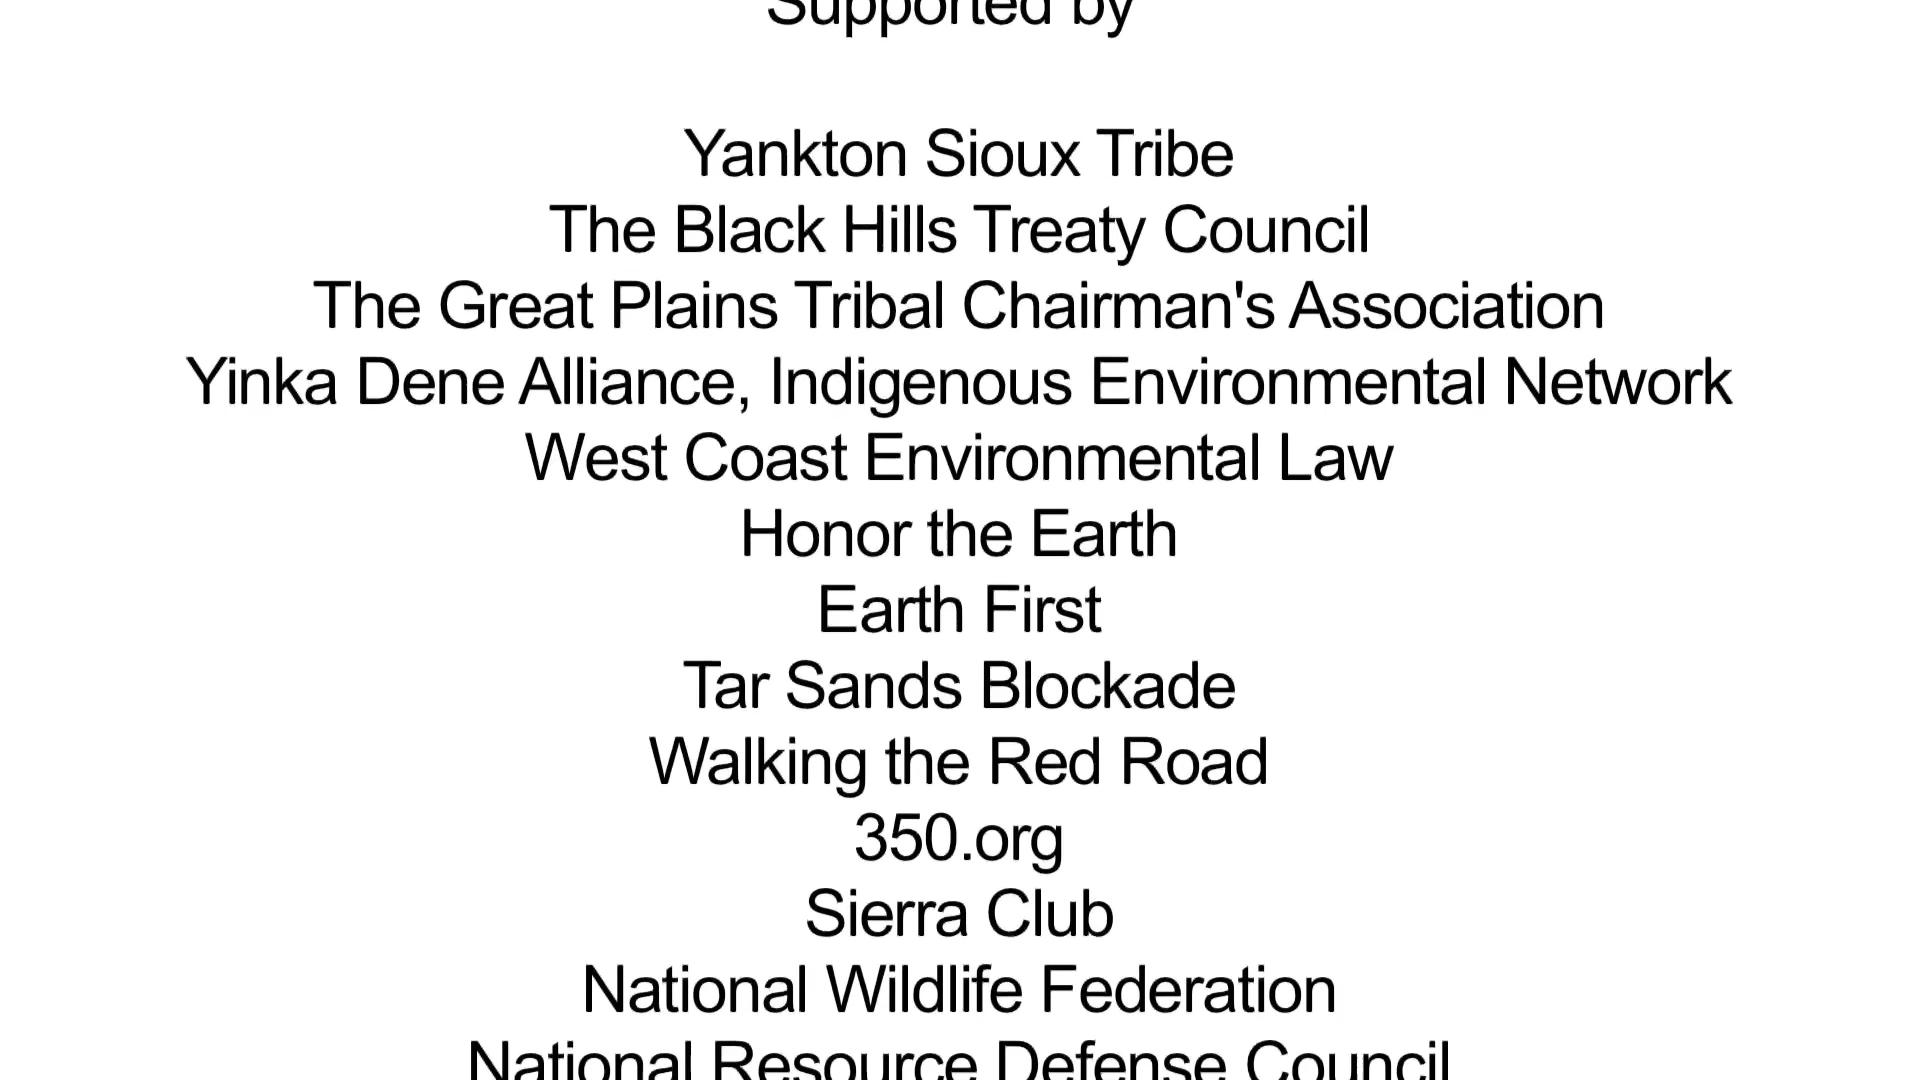 Supported by
Yankton Sioux Tribe
The Black Hills Treaty Council
The Great Plains Tribal Chairman's Association
Yinka Dene Alliance, Indigenous Environmental Network
West Coast Environmental Law
Honor the Earth
Earth First
Tar Sands Blockade
Walking the Red Road
350.org
Sierra Club
National Wildlife Federation
National Resource Defense Council